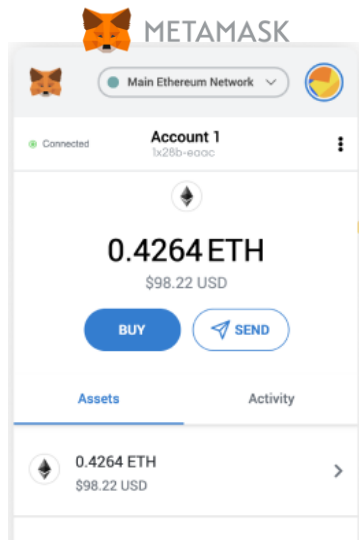 METAMASK
Main Ethereum Network
Connected
Account 1
1x28b-eaac
0.4264 ETH
$98.22 USD
BUY
SEND
Assets
Activity
0.4264 ETH
$98.22 USD